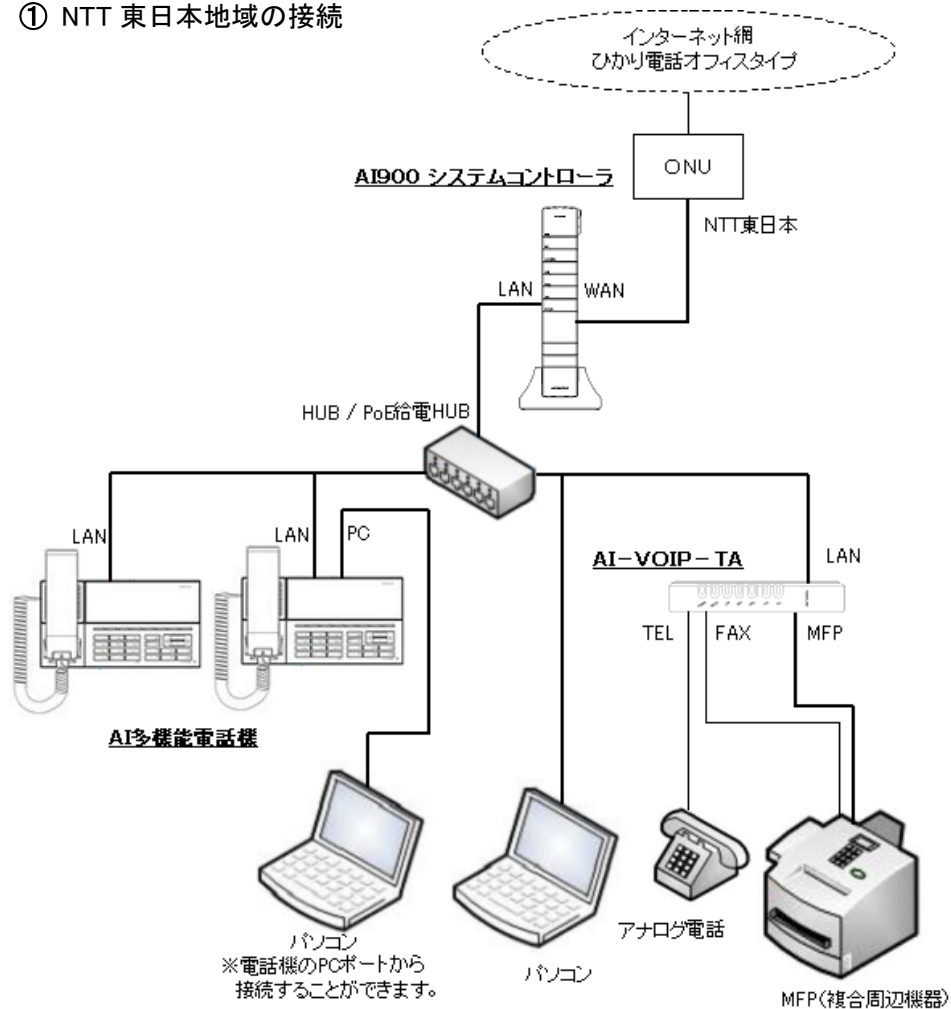 ① NTT 東日本地域の接続
インターネット網
ひかり電話オフィスタイプ
ONU
AI900 システムコントローラ
NTT東日本
LAN
WAN
HUB / PoE給電HUB
LAN
LAN
PC
AI-VOIP-TA
LAN
TEL
FAX
MFP
AI多機能電話機
パソコン
※電話機のPCポートから
接続することができます。
パソコン
アナログ電話
MFP(複合周辺機器)